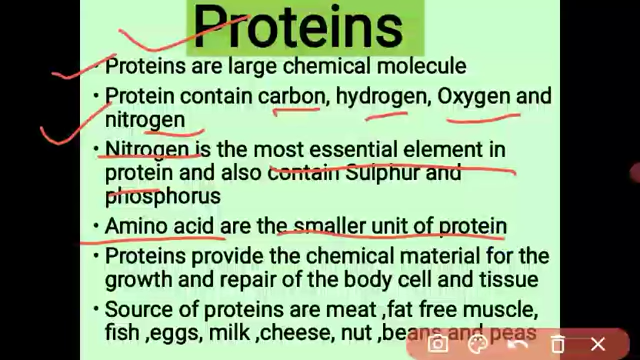 Proteins
• Proteins are large chemical molecule
• Protein contain carbon, hydrogen, Oxygen and
nitrogen
• Nitrogen is the most essential element in
protein and also contain Sulphur and
phosphorus
• Amino acid are the smaller unit of protein
• Proteins provide the chemical material for the
growth and repair of the body cell and tissue
• Source of proteins are meat ,fat free muscle,
fish ,eggs, milk ,cheese, nut ,beans and peas